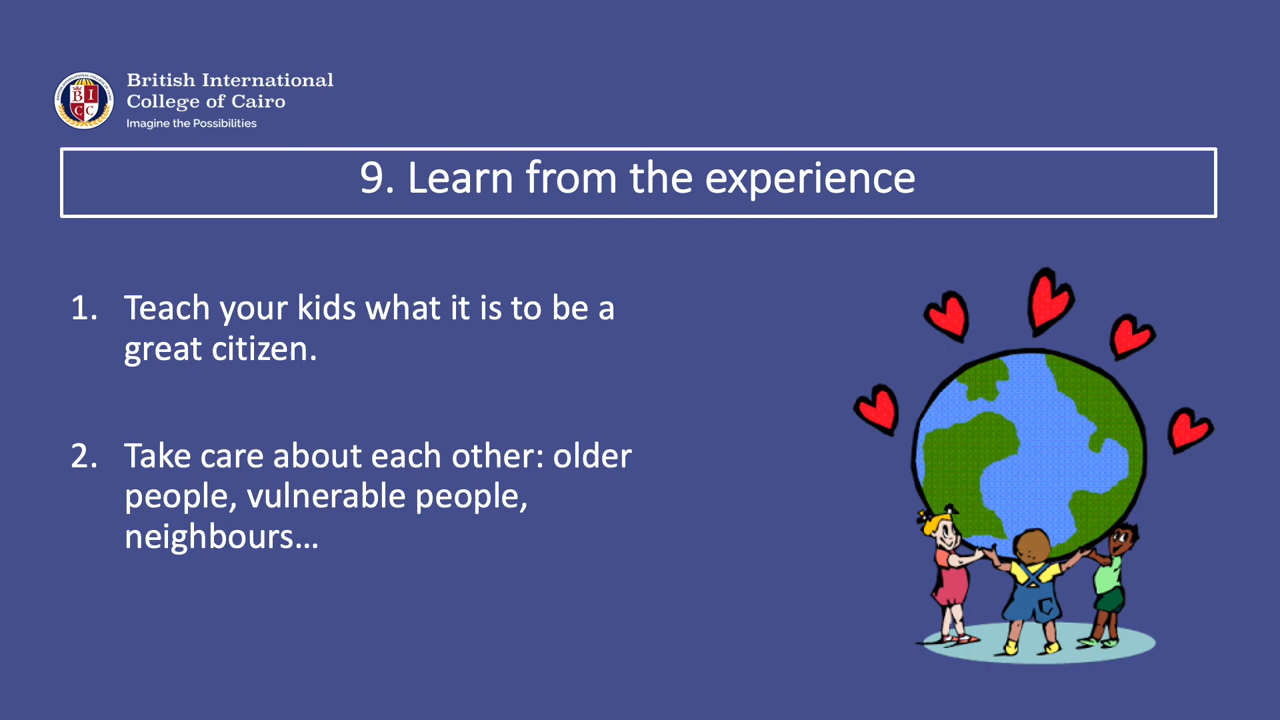 British International
College of Cairo
Imagine the Possibilities
9. Learn from the experience
1. Teach your kids what it is to be a
great citizen.
2. Take care about each other: older
people, vulnerable people,
neighbours...
B I
C C